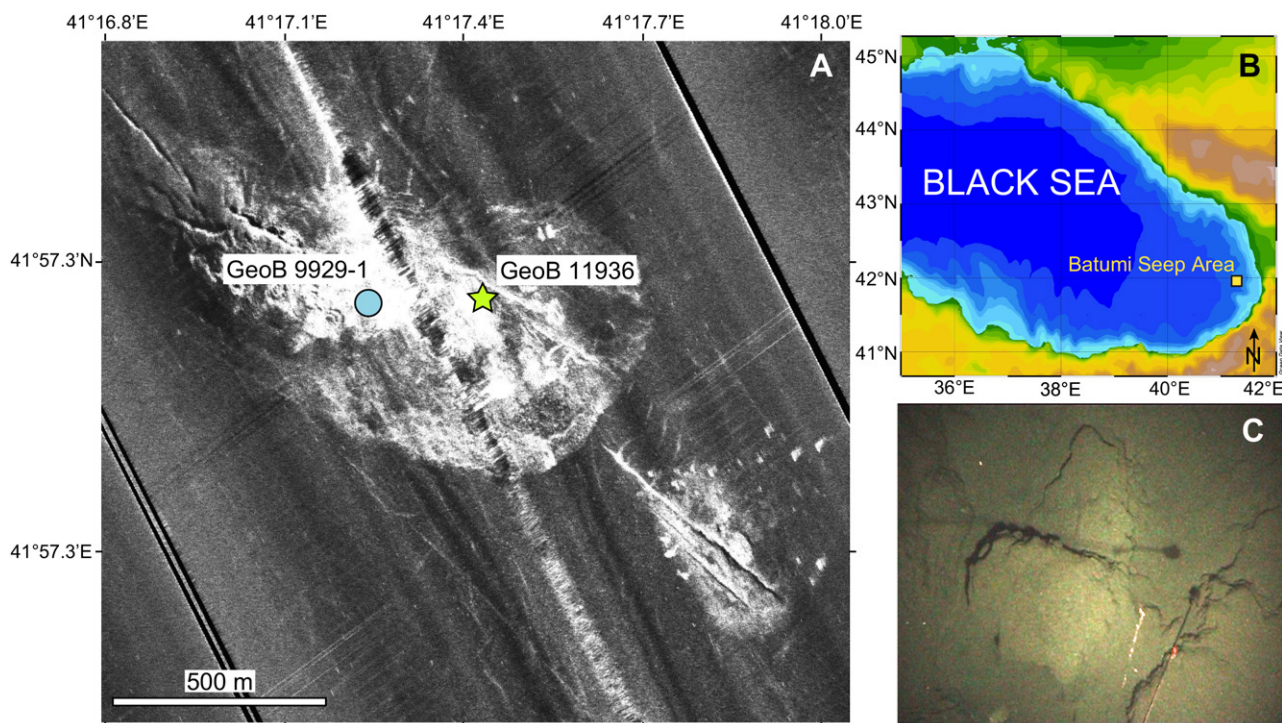 41°16.8'E 41°17.1'E 41°17.4'E 41°17.7'E 41°18.0'E
A
41°57.3'N
GeoB 9929-1
GeoB 11936
41°57.3'E
500 m
B
45°N
44°N
43°N
42°N
41°N
BLACK SEA
Batumi Seep Area
N
36°E 38°E 40°E 42°E
C